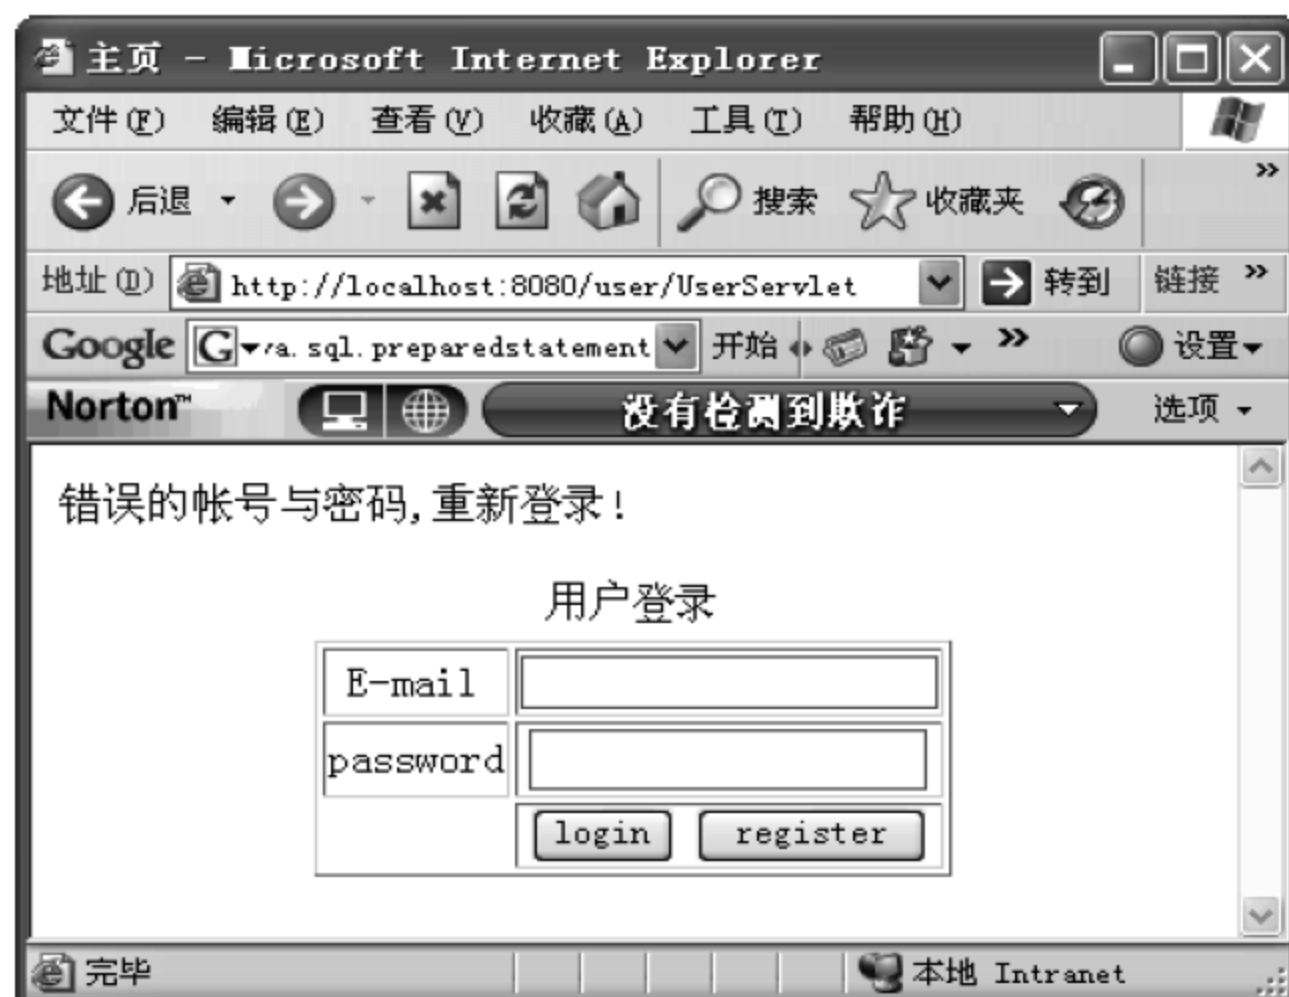 主页 - Microsoft Internet Explorer
文件(F) 编辑(E) 查看(V) 收藏(A) 工具(T) 帮助(H)
后退 搜索 收藏夹 »
地址(D) http://localhost:8080/user/UserServlet 转到 链接 »
Google G a.sql.preparedstatement 开始 » 设置
Norton™ 没有检测到欺诈 选项
错误的帐号与密码,重新登录!
用户登录
E-mail
password
login register
完毕 本地 Intranet